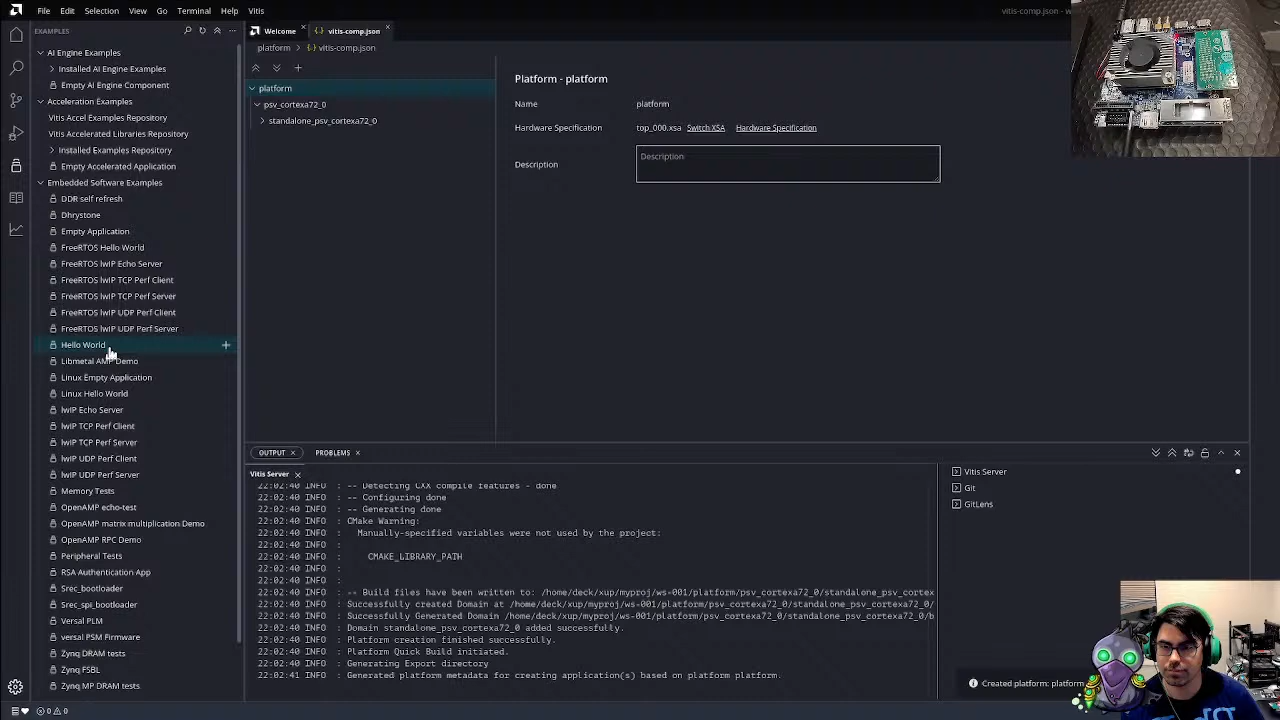 File Edit Selection View Go Terminal Help Vitis
EXAMPLES
AI Engine Examples
Installed AI Engine Examples
Empty AI Engine Component
Acceleration Examples
Vitis Accel Examples Repository
Vitis Accelerated Libraries Repository
Installed Examples Repository
Empty Accelerated Application
Embedded Software Examples
DDR self refresh
Dhrystone
Empty Application
FreeRTOS Hello World
FreeRTOS lwIP Echo Server
FreeRTOS lwIP TCP Perf Client
FreeRTOS lwIP TCP Perf Server
FreeRTOS lwIP UDP Perf Client
FreeRTOS lwIP UDP Perf Server
Hello World
Libmetal AMP Demo
Linux Empty Application
Linux Hello World
lwIP Echo Server
lwIP TCP Perf Client
lwIP TCP Perf Server
lwIP UDP Perf Client
lwIP UDP Perf Server
Memory Tests
OpenAMP echo-test
OpenAMP matrix multiplication Demo
OpenAMP RPC Demo
Peripheral Tests
RSA Authentication App
Srec_bootloader
Srec_spi_bootloader
Versal PLM
versal PSM Firmware
Zynq DRAM tests
Zynq FSBL
Zynq MP DRAM tests
0 0
Welcome vitis-comp.json
vitis-comp.json - w
platform > vitis-comp.json
platform
psv_cortexa72_0
standalone_psv_cortexa72_0
Platform - platform
Name platform
Hardware Specification top_000.xsa Switch XSA Hardware Specification
Description Description
OUTPUT PROBLEMS
Vitis Server
22:02:40 INFO : -- Detecting CXX compile features - done
22:02:40 INFO : -- Configuring done
22:02:40 INFO : -- Generating done
22:02:40 INFO : CMake Warning:
22:02:40 INFO : Manually-specified variables were not used by the project:
22:02:40 INFO :
22:02:40 INFO : CMAKE_LIBRARY_PATH
22:02:40 INFO :
22:02:40 INFO :
22:02:40 INFO : -- Build files have been written to: /home/deck/xup/myproj/ws-001/platform/psv_cortexa72_0/standalone_psv_cortex
22:02:40 INFO : Successfully created Domain at /home/deck/xup/myproj/ws-001/platform/psv_cortexa72_0/standalone_psv_cortexa72_0/
22:02:40 INFO : Successfully Generated Domain /home/deck/xup/myproj/ws-001/platform/psv_cortexa72_0/standalone_psv_cortexa72_0/b
22:02:40 INFO : Domain standalone_psv_cortexa72_0 added successfully.
22:02:40 INFO : Platform creation finished successfully.
22:02:40 INFO : Platform Quick Build initiated.
22:02:40 INFO : Generating Export directory
22:02:41 INFO : Generated platform metadata for creating application(s) based on platform platform.
Vitis Server
Git
GitLens
Created platform: platform